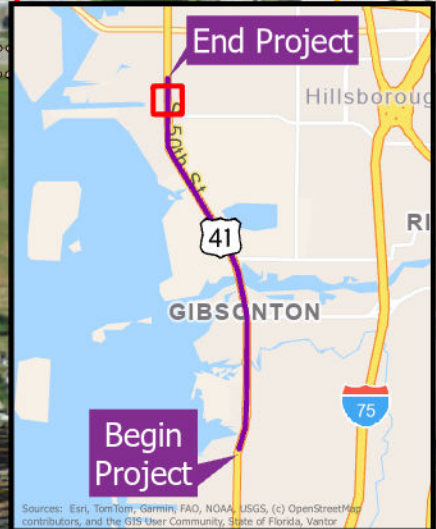 End Project
Hillsboroug
S 50th St
41
RI
GIBSONTON
75
Begin
Project
Sources: Esri, TomTom, Garmin, FAO, NOAA, USGS, (c) OpenStreetMap
contributors, and the GIS User Community, State of Florida, Vantor